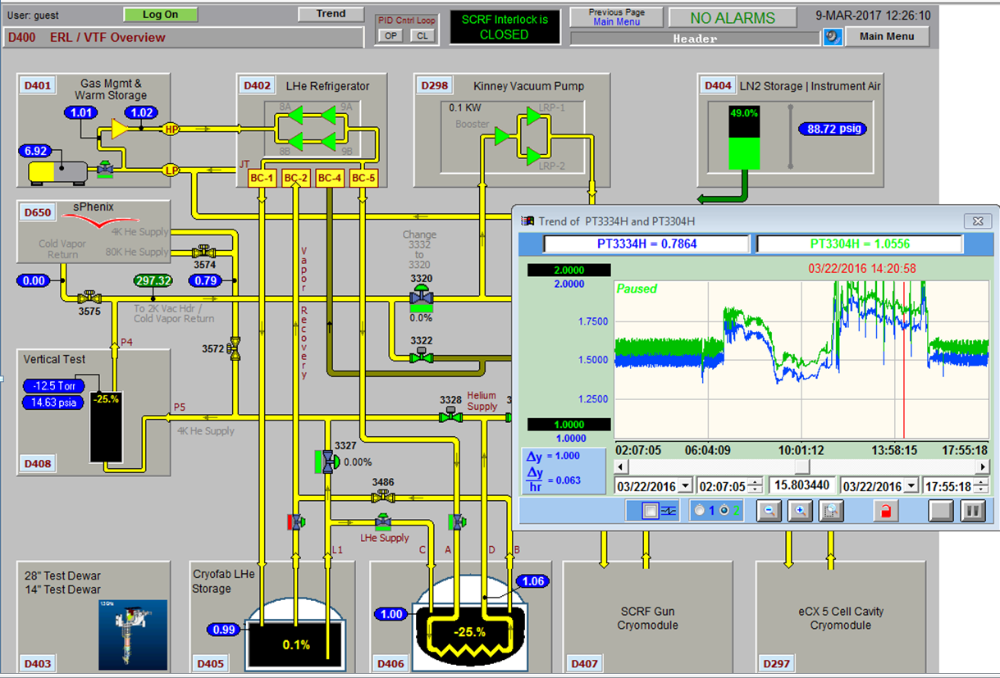 User: guest
Log On
Trend
PID Cntrl Loop
OP
CL
SCRF Interlock is
CLOSED
Previous Page
Main Menu
NO ALARMS
9-MAR-2017 12:26:10
D400 ERL / VTF Overview
Header
Main Menu
D401
Gas Mgmt &
Warm Storage
1.01
1.02
HP
6.92
LP
D402
LHe Refrigerator
8A
9A
8B
9B
JT
BC-1
BC-2
BC-4
BC-5
D298
Kinney Vacuum Pump
0.1 KW
Booster
LRP-1
LRP-2
D404
LN2 Storage | Instrument Air
49.0%
88.72 psig
D650
sPhenix
4K He Supply
Cold Vapor
Return
80K He Supply
3574
0.00
297.32
0.79
3575
To 2K Vac Hdr /
Cold Vapor Return
Vapor Recovery
Change
3332
to
3320
3320
0.0%
3322
3572
P4
Vertical Test
-12.5 Torr
14.63 psia
-25.%
P5
4K He Supply
D408
3328
Helium
Supply
3
3327
0.00%
3486
LHe Supply
L1
C
A
D
B
Trend of PT3334H and PT3304H
PT3334H = 0.7864
PT3304H = 1.0556
2.0000
2.0000
03/22/2016 14:20:58
Paused
1.7500
1.5000
1.2500
1.0000
1.0000
02:07:05
06:04:09
10:01:12
13:58:15
17:55:18
Δy = 1.000
Δy
hr = 0.063
03/22/2016
02:07:05
15.803440
03/22/2016
17:55:18
1
28" Test Dewar
14" Test Dewar
D403
Cryofab LHe
Storage
0.99
0.1%
D405
1.00
1.06
-25.%
D406
SCRF Gun
Cryomodule
D407
eCX 5 Cell Cavity
Cryomodule
D297